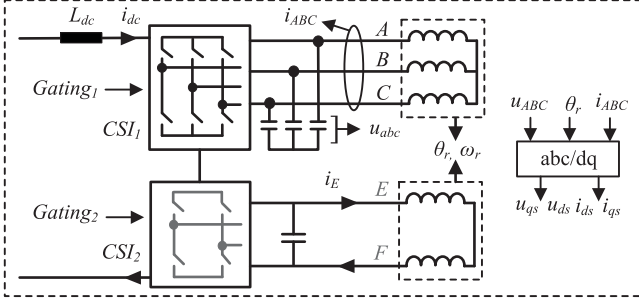 L_dc
i_dc
i_ABC
A
B
C
Gating_1
CSI_1
u_abc
θ_r, ω_r
u_ABC
θ_r
i_ABC
abc/dq
u_qs
u_ds
i_ds
i_qs
Gating_2
CSI_2
i_E
E
F